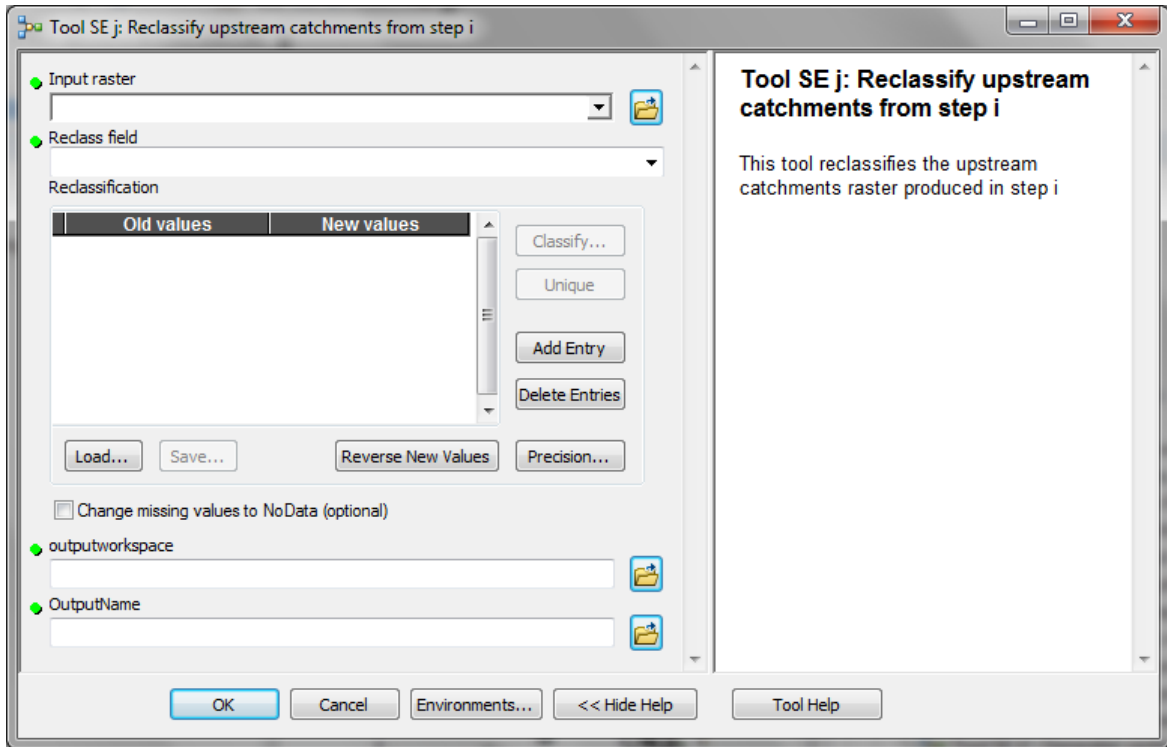 Tool SE j: Reclassify upstream catchments from step i
Input raster
Reclass field
Reclassification
Old values New values
Classify...
Unique
Add Entry
Delete Entries
Load... Save... Reverse New Values Precision...
Change missing values to NoData (optional)
outputworkspace
OutputName
OK Cancel Environments... << Hide Help Tool Help
Tool SE j: Reclassify upstream
catchments from step i
This tool reclassifies the upstream
catchments raster produced in step i